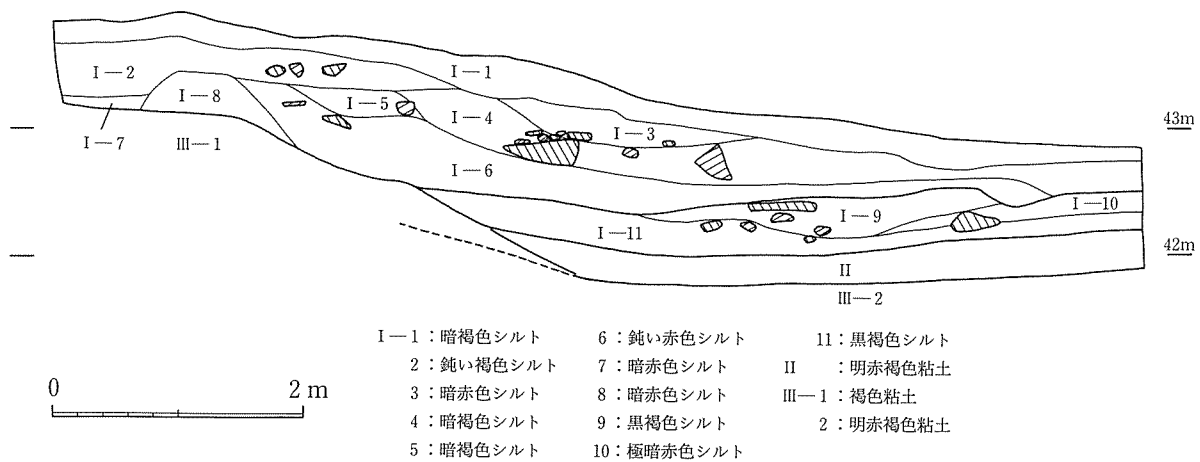 I—1
I—2
I—8
I—5
I—4
I—3
43m
I—7
III—1
I—6
I—9
I—10
I—11
42m
II
III—2
I—1：暗褐色シルト
2：鈍い褐色シルト
3：暗赤色シルト
4：暗褐色シルト
5：暗褐色シルト
6：鈍い赤色シルト
7：暗赤色シルト
8：暗赤色シルト
9：黒褐色シルト
10：極暗赤色シルト
11：黒褐色シルト
II：明赤褐色粘土
III—1：褐色粘土
2：明赤褐色粘土
0 2 m